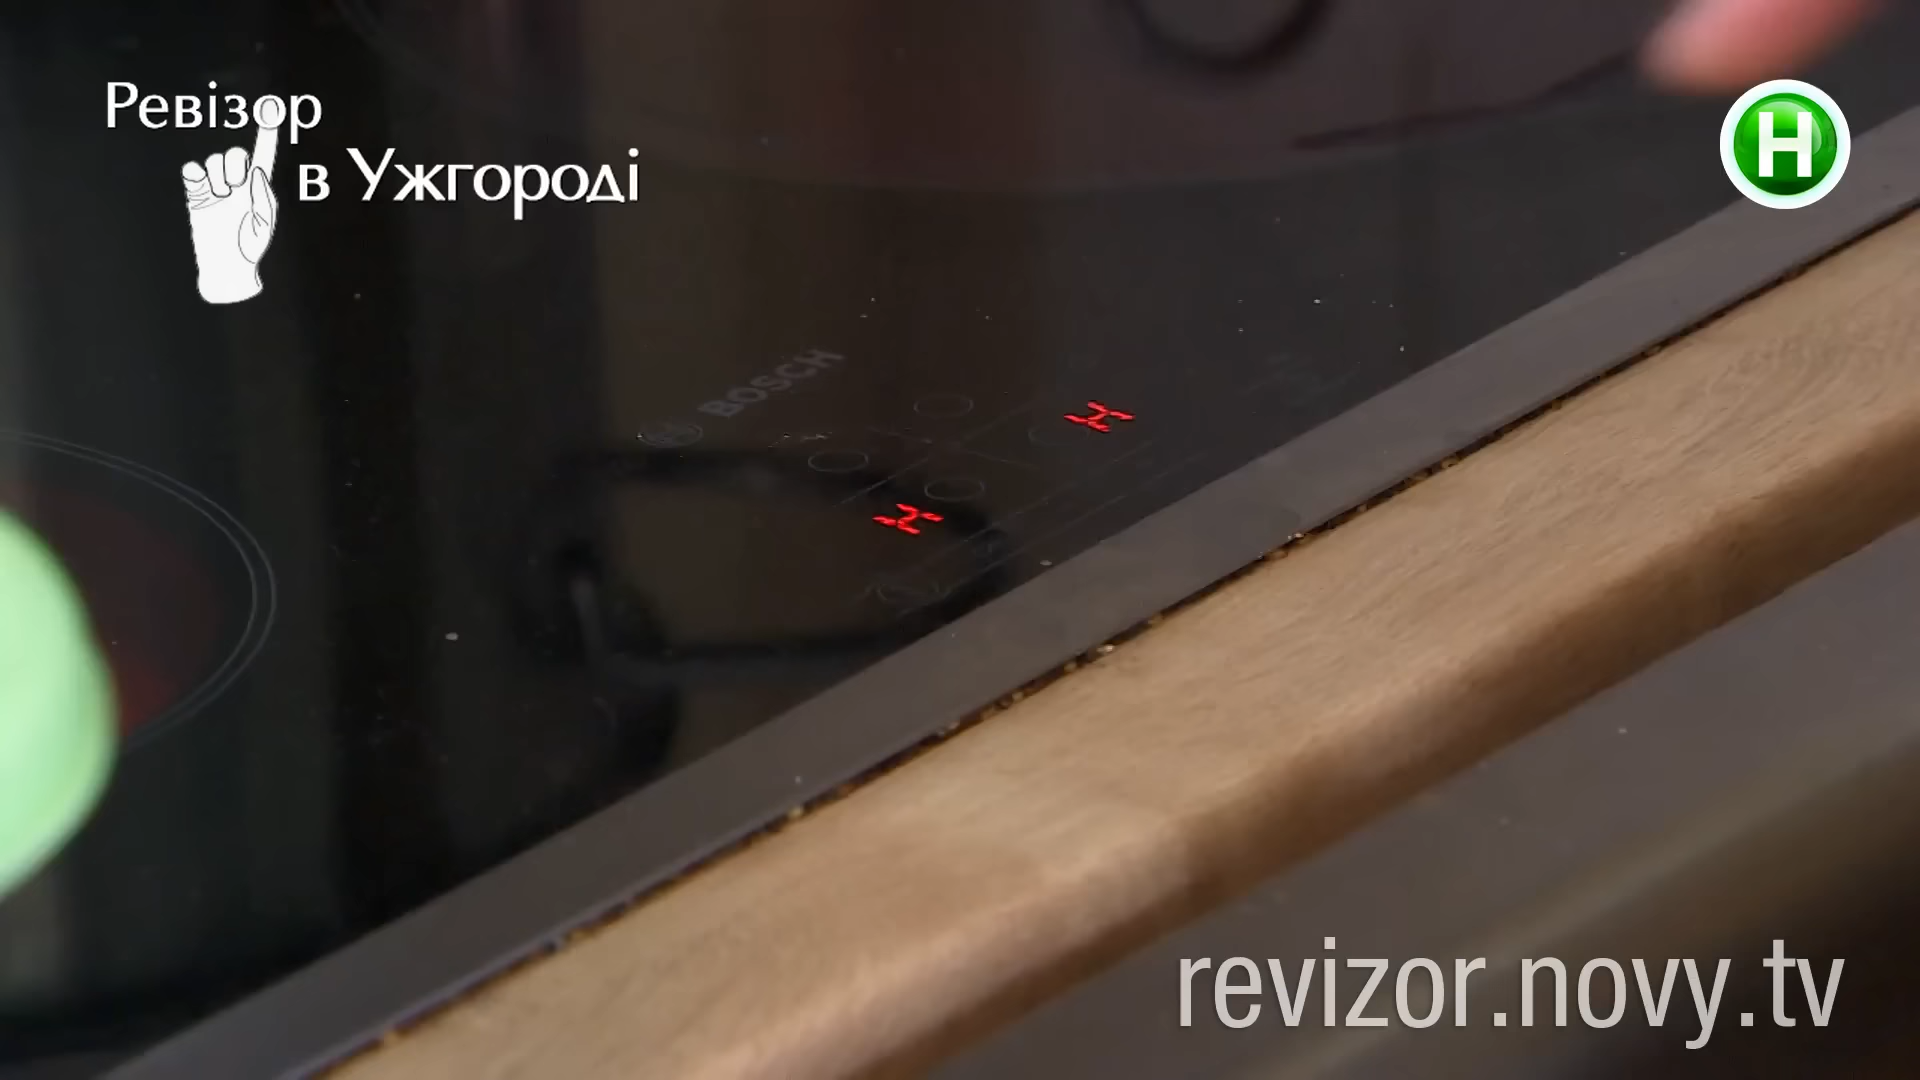 Ревізор
в Ужгороді
H
BOSCH
revizor.novy.tv